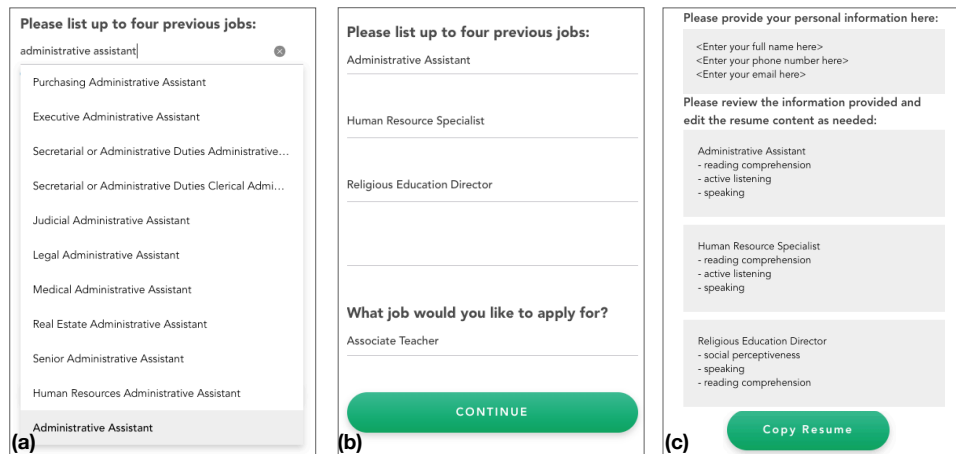 Please list up to four previous jobs:
administrative assistant
Purchasing Administrative Assistant
Executive Administrative Assistant
Secretarial or Administrative Duties Administrative...
Secretarial or Administrative Duties Clerical Admi...
Judicial Administrative Assistant
Legal Administrative Assistant
Medical Administrative Assistant
Real Estate Administrative Assistant
Senior Administrative Assistant
Human Resources Administrative Assistant
Administrative Assistant
(a)
Please list up to four previous jobs:
Administrative Assistant
Human Resource Specialist
Religious Education Director
What job would you like to apply for?
Associate Teacher
CONTINUE
(b)
Please provide your personal information here:
<Enter your full name here>
<Enter your phone number here>
<Enter your email here>
Please review the information provided and
edit the resume content as needed:
Administrative Assistant
- reading comprehension
- active listening
- speaking
Human Resource Specialist
- reading comprehension
- active listening
- speaking
Religious Education Director
- social perceptiveness
- speaking
- reading comprehension
Copy Resume
(c)